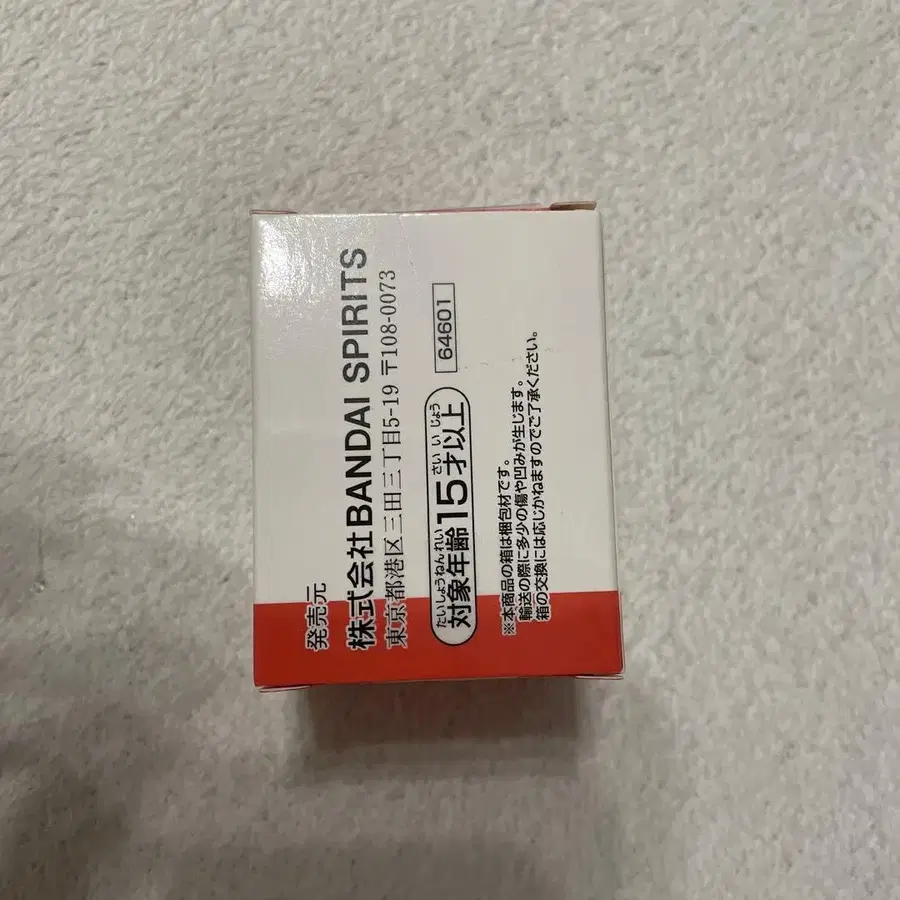 発売元
株式会社BANDAI SPIRITS
東京都港区三田三丁目5-19 〒108-0073
たいしょうねんれい さい い じょう
対象年齢15才以上
64601
※本商品の箱は梱包材です。
輸送の際に多少の傷や凹みが生じます。
箱の交換には応じかねますのでご了承ください。